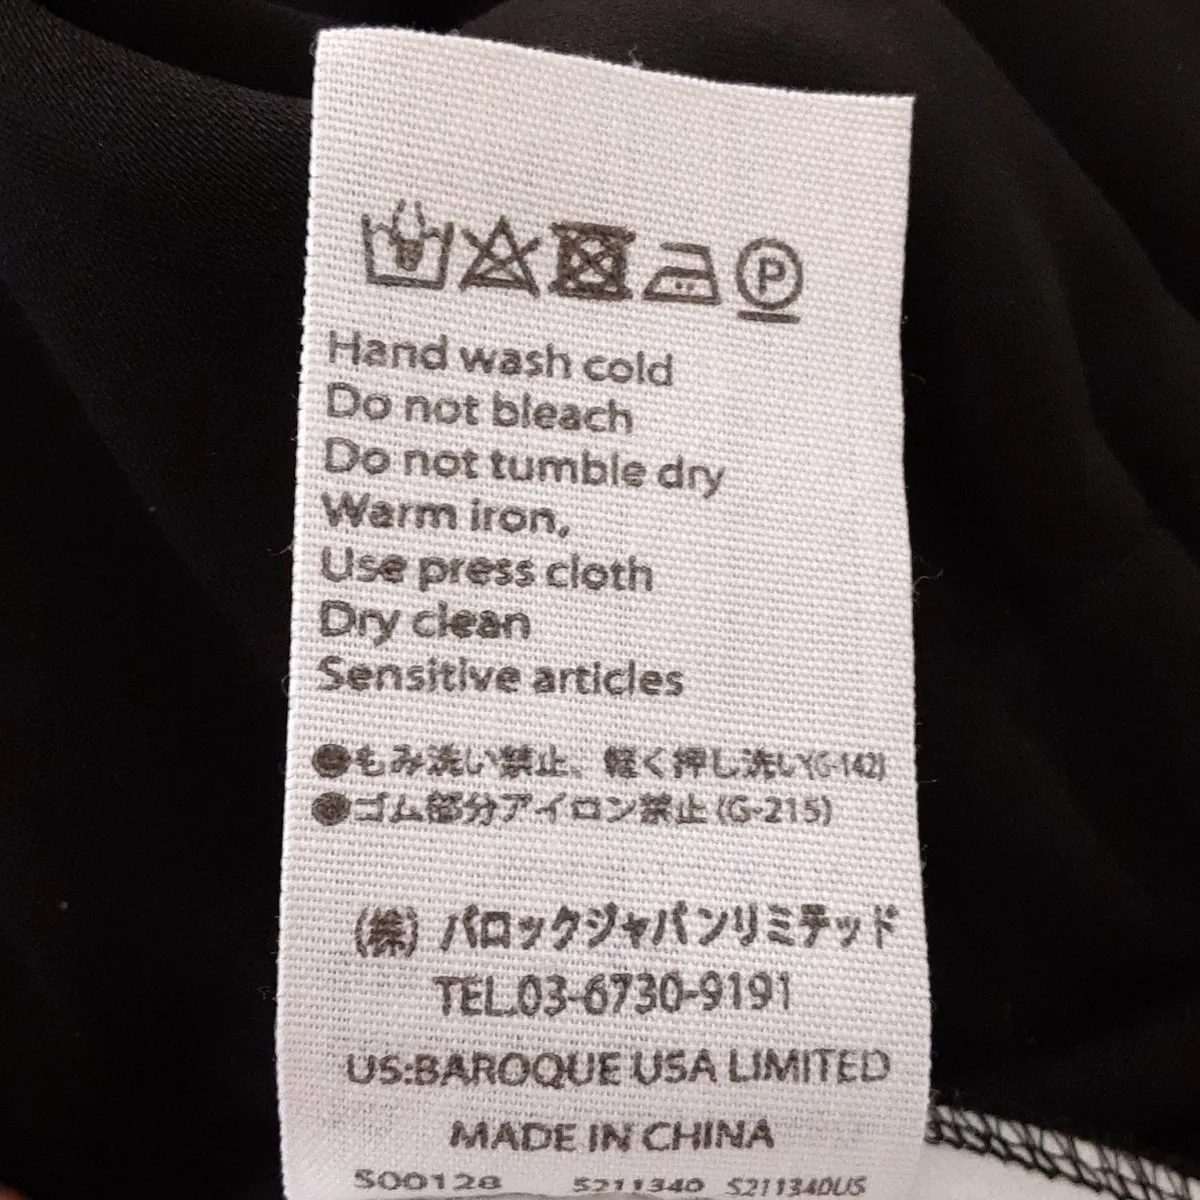 P
Hand wash cold
Do not bleach
Do not tumble dry
Warm iron,
Use press cloth
Dry clean
Sensitive articles
●もみ洗い禁止、軽く押し洗い(G-142)
●ゴム部分アイロン禁止(G-215)
(株) バロックジャパンリミテッド
TEL.03-6730-9191
US:BAROQUE USA LIMITED
MADE IN CHINA
500128 5211340 5211340US